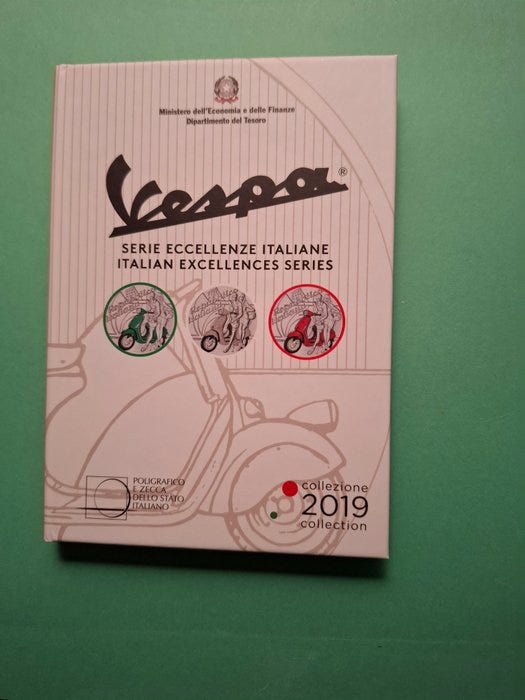 Ministero dell'Economia e delle Finanze
Dipartimento del Tesoro
Vespa®
SERIE ECCELLENZE ITALIANE
ITALIAN EXCELLENCES SERIES
POLIGRAFICO
E ZECCA
DELLO STATO
ITALIANO
collezione
2019
collection